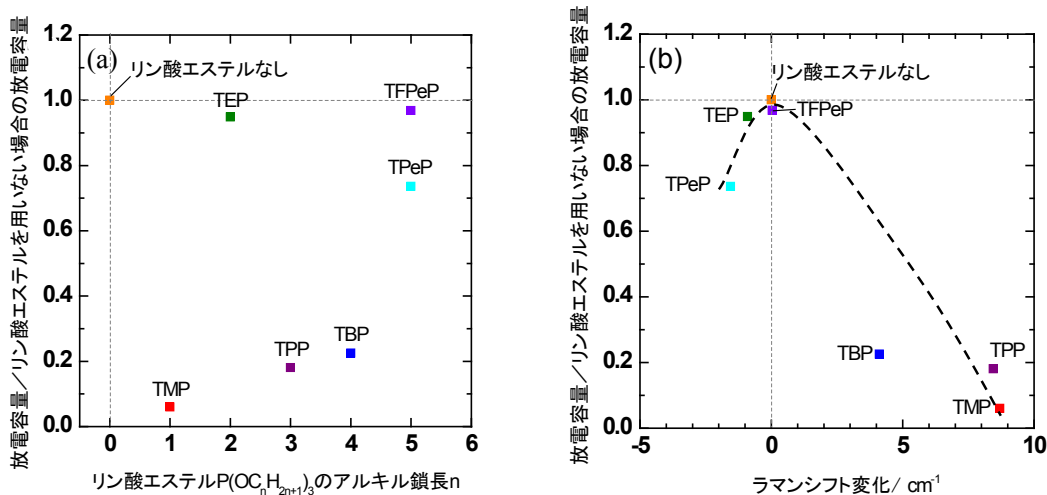 放電容量／リン酸エステルを用いない場合の放電容量
(a)
リン酸エステルなし
TEP
TFPeP
TPeP
TBP
TPP
TMP
1.2
1.0
0.8
0.6
0.4
0.2
0.0
0 1 2 3 4 5 6
リン酸エステルP(OCnH2n+1)3のアルキル鎖長n
放電容量／リン酸エステルを用いない場合の放電容量
(b)
リン酸エステルなし
TEP
TFPeP
TPeP
TBP
TPP
TMP
1.2
1.0
0.8
0.6
0.4
0.2
0.0
-5 0 5 10
ラマンシフト変化/ cm-1